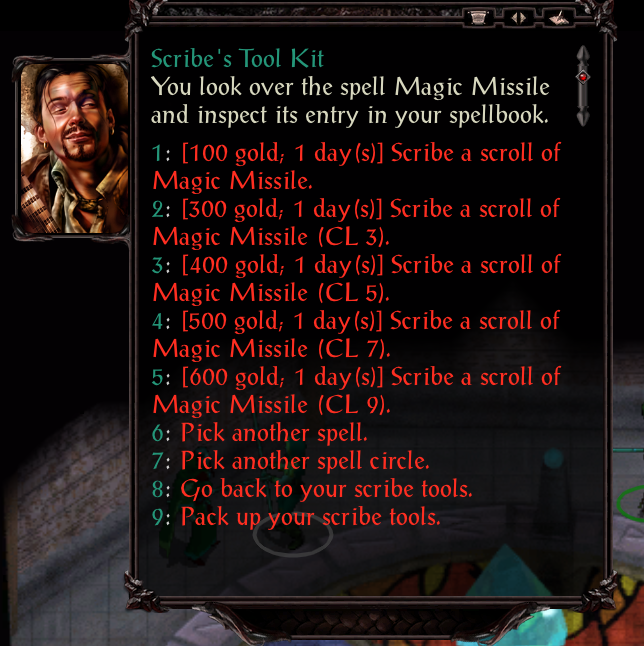 Scribe's Tool Kit
You look over the spell Magic Missile
and inspect its entry in your spellbook.
1: [100 gold; 1 day(s)] Scribe a scroll of
Magic Missile.
2: [300 gold; 1 day(s)] Scribe a scroll of
Magic Missile (CL 3).
3: [400 gold; 1 day(s)] Scribe a scroll of
Magic Missile (CL 5).
4: [500 gold; 1 day(s)] Scribe a scroll of
Magic Missile (CL 7).
5: [600 gold; 1 day(s)] Scribe a scroll of
Magic Missile (CL 9).
6: Pick another spell.
7: Pick another spell circle.
8: Go back to your scribe tools.
9: Pack up your scribe tools.